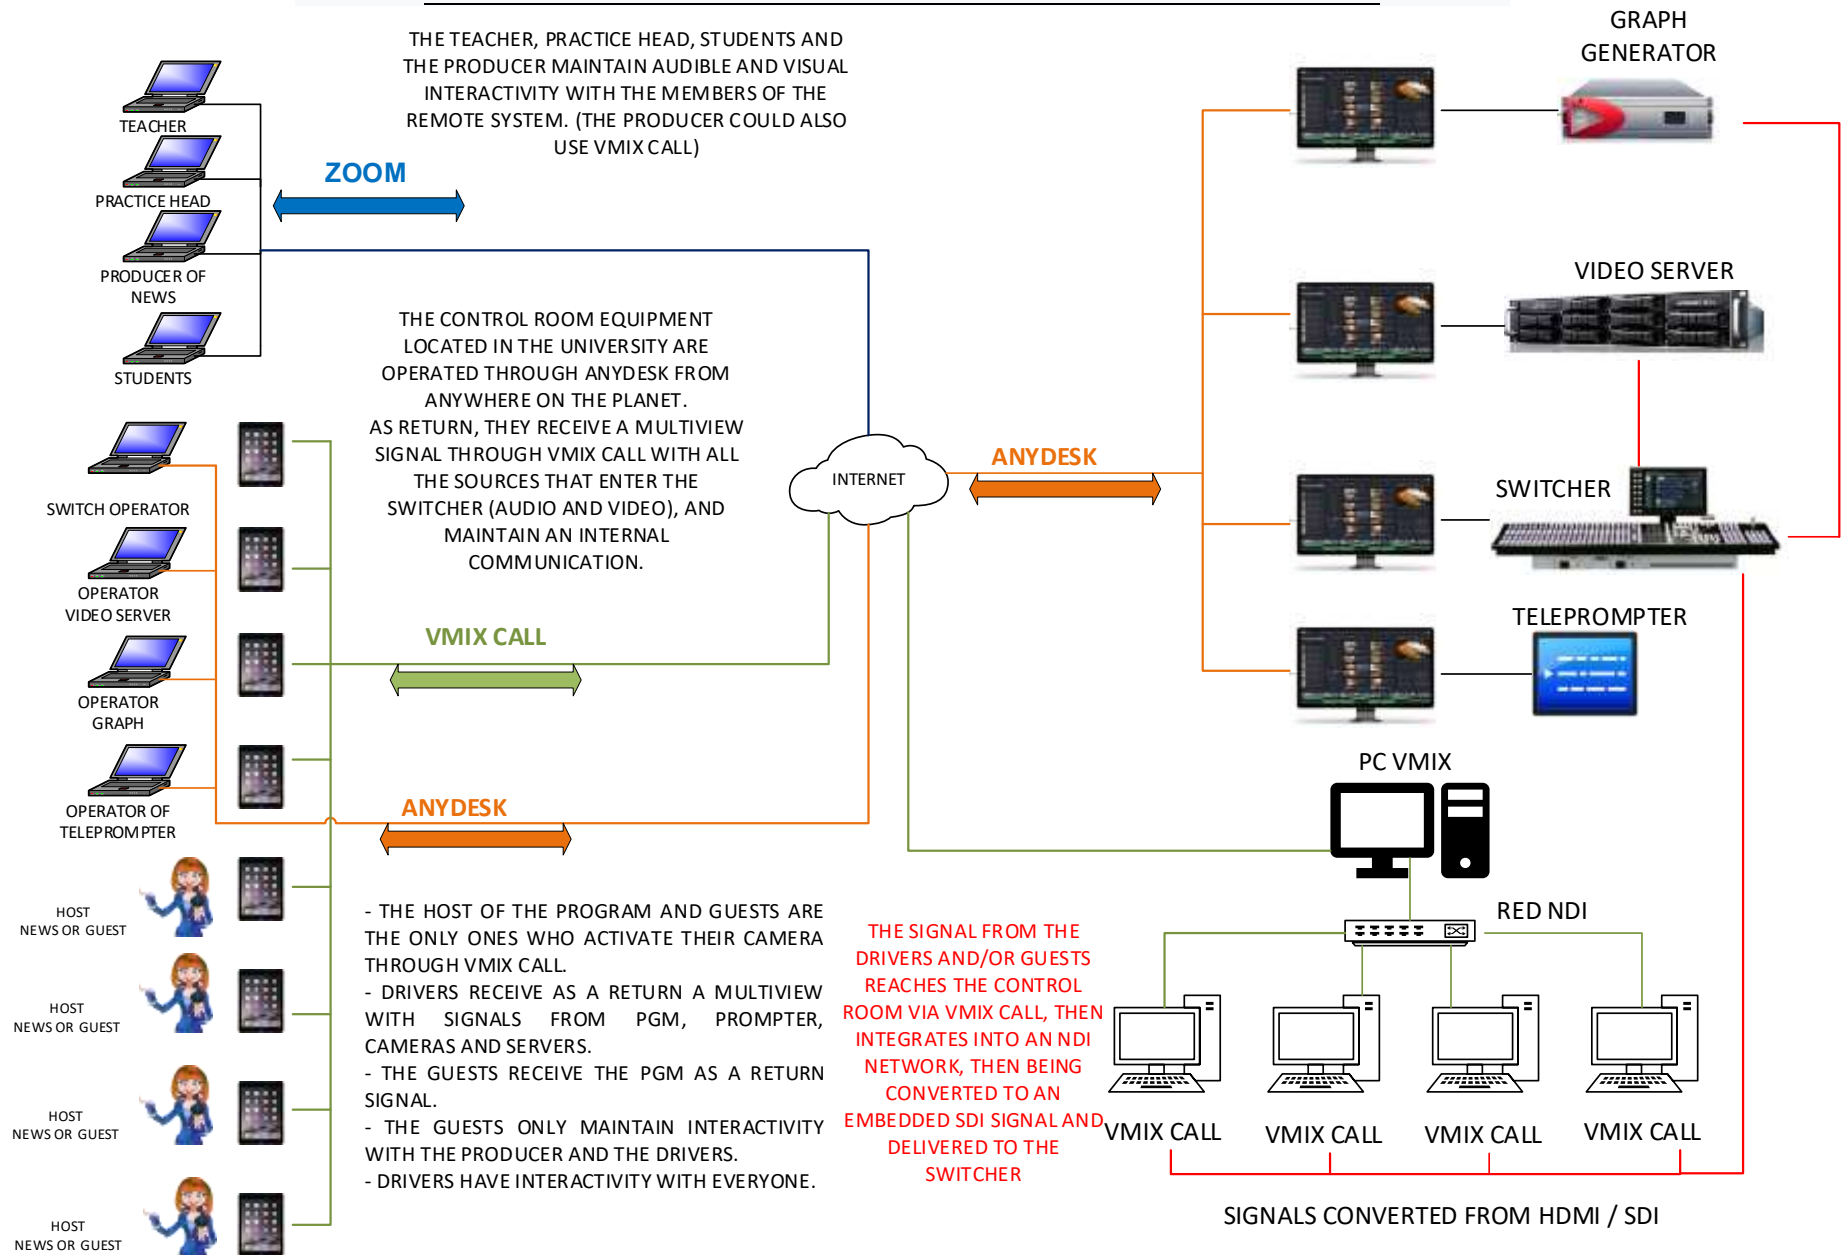 THE TEACHER, PRACTICE HEAD, STUDENTS AND
THE PRODUCER MAINTAIN AUDIBLE AND VISUAL
INTERACTIVITY WITH THE MEMBERS OF THE
REMOTE SYSTEM. (THE PRODUCER COULD ALSO
USE VMIX CALL)
TEACHER
PRACTICE HEAD
PRODUCER OF
NEWS
STUDENTS
ZOOM
THE CONTROL ROOM EQUIPMENT
LOCATED IN THE UNIVERSITY ARE
OPERATED THROUGH ANYDESK FROM
ANYWHERE ON THE PLANET.
AS RETURN, THEY RECEIVE A MULTIVIEW
SIGNAL THROUGH VMIX CALL WITH ALL
THE SOURCES THAT ENTER THE
SWITCHER (AUDIO AND VIDEO), AND
MAINTAIN AN INTERNAL
COMMUNICATION.
SWITCH OPERATOR
OPERATOR
VIDEO SERVER
OPERATOR
GRAPH
OPERATOR OF
TELEPROMPTER
VMIX CALL
ANYDESK
INTERNET
ANYDESK
GRAPH
GENERATOR
VIDEO SERVER
SWITCHER
TELEPROMPTER
PC VMIX
RED NDI
HOST
NEWS OR GUEST
HOST
NEWS OR GUEST
HOST
NEWS OR GUEST
HOST
NEWS OR GUEST
- THE HOST OF THE PROGRAM AND GUESTS ARE
THE ONLY ONES WHO ACTIVATE THEIR CAMERA
THROUGH VMIX CALL.
- DRIVERS RECEIVE AS A RETURN A MULTIVIEW
WITH SIGNALS FROM PGM, PROMPTER,
CAMERAS AND SERVERS.
- THE GUESTS RECEIVE THE PGM AS A RETURN
SIGNAL.
- THE GUESTS ONLY MAINTAIN INTERACTIVITY
WITH THE PRODUCER AND THE DRIVERS.
- DRIVERS HAVE INTERACTIVITY WITH EVERYONE.
THE SIGNAL FROM THE
DRIVERS AND/OR GUESTS
REACHES THE CONTROL
ROOM VIA VMIX CALL, THEN
INTEGRATES INTO AN NDI
NETWORK, THEN BEING
CONVERTED TO AN
EMBEDDED SDI SIGNAL AND
DELIVERED TO THE
SWITCHER
VMIX CALL
VMIX CALL
VMIX CALL
VMIX CALL
SIGNALS CONVERTED FROM HDMI / SDI